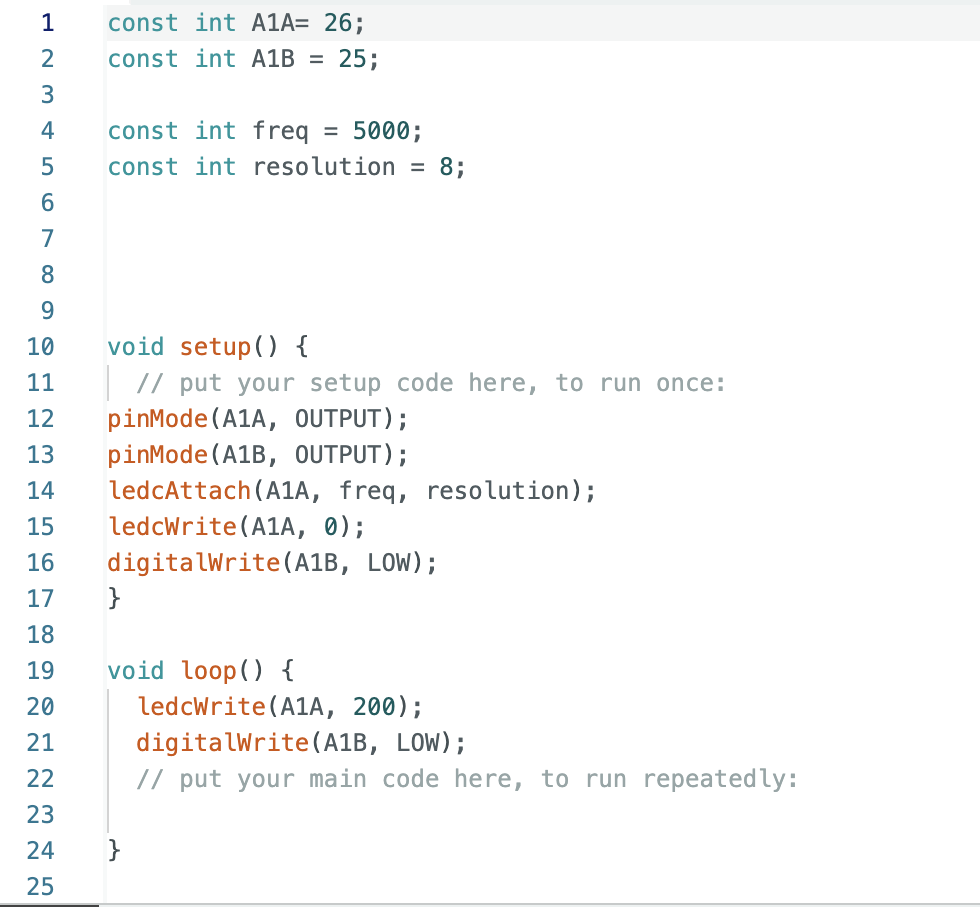 1 const int A1A= 26;
2 const int A1B = 25;
3
4 const int freq = 5000;
5 const int resolution = 8;
6
7
8
9
10 void setup() {
11   // put your setup code here, to run once:
12 pinMode(A1A, OUTPUT);
13 pinMode(A1B, OUTPUT);
14 ledcAttach(A1A, freq, resolution);
15 ledcWrite(A1A, 0);
16 digitalWrite(A1B, LOW);
17 }
18
19 void loop() {
20   ledcWrite(A1A, 200);
21   digitalWrite(A1B, LOW);
22   // put your main code here, to run repeatedly:
23
24 }
25